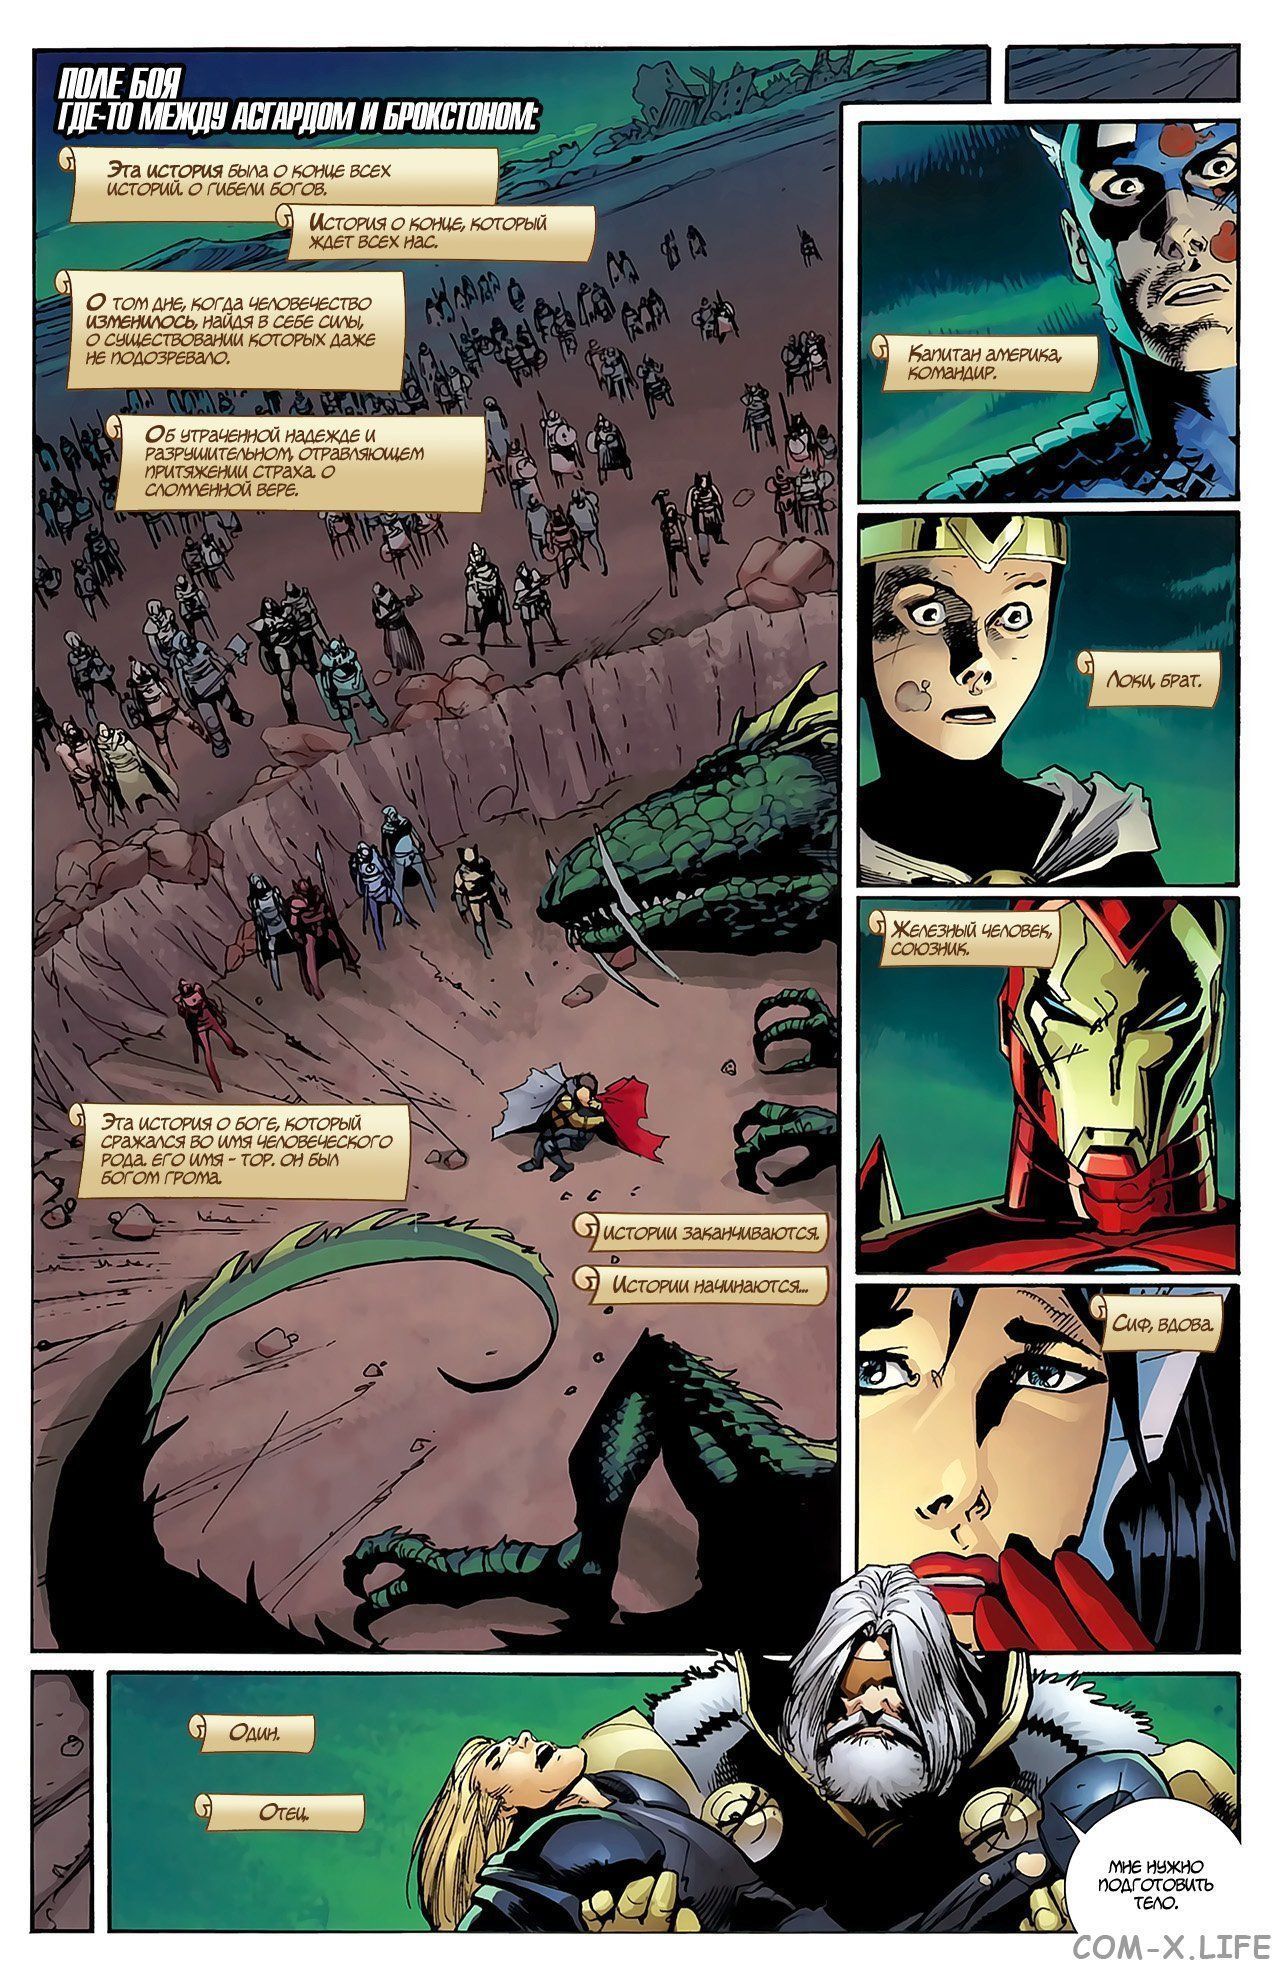 ПОЛЕ БОЯ
ГДЕ-ТО МЕЖДУ АСГАРДОМ И БРОКСТОНОМ:
ЭТА ИСТОРИЯ БЫЛА О КОНЦЕ ВСЕХ
ИСТОРИЙ. О ГИБЕЛИ БОГОВ.
ИСТОРИЯ О КОНЦЕ, КОТОРЫЙ
ЖДЕТ ВСЕХ НАС.
О ТОМ ДНЕ, КОГДА ЧЕЛОВЕЧЕСТВО
ИЗМЕНИЛОСЬ, НАЙДЯ В СЕБЕ СИЛЫ,
О СУЩЕСТВОВАНИИ КОТОРЫХ ДАЖЕ
НЕ ПОДОЗРЕВАЛО.
ОБ УТРАЧЕННОЙ НАДЕЖДЕ И
РАЗРУШИТЕЛЬНОМ, ОТРАВЛЯЮЩЕМ
ПРИТЯЖЕНИИ СТРАХА. О
СЛОМЛЕННОЙ ВЕРЕ.
ЭТА ИСТОРИЯ О БОГЕ, КОТОРЫЙ
СРАЖАЛСЯ ВО ИМЯ ЧЕЛОВЕЧЕСКОГО
РОДА. ЕГО ИМЯ - ТОР. ОН БЫЛ
БОГОМ ГРОМА.
ИСТОРИИ ЗАКАНЧИВАЮТСЯ.
ИСТОРИИ НАЧИНАЮТСЯ...
КАПИТАН АМЕРИКА,
КОМАНДИР.
ЛОКИ, БРАТ.
ЖЕЛЕЗНЫЙ ЧЕЛОВЕК,
СОЮЗНИК.
СИФ, ВДОВА.
ОДИН.
ОТЕЦ.
МНЕ НУЖНО
ПОДГОТОВИТЬ
ТЕЛО.
COM-X.LIFE